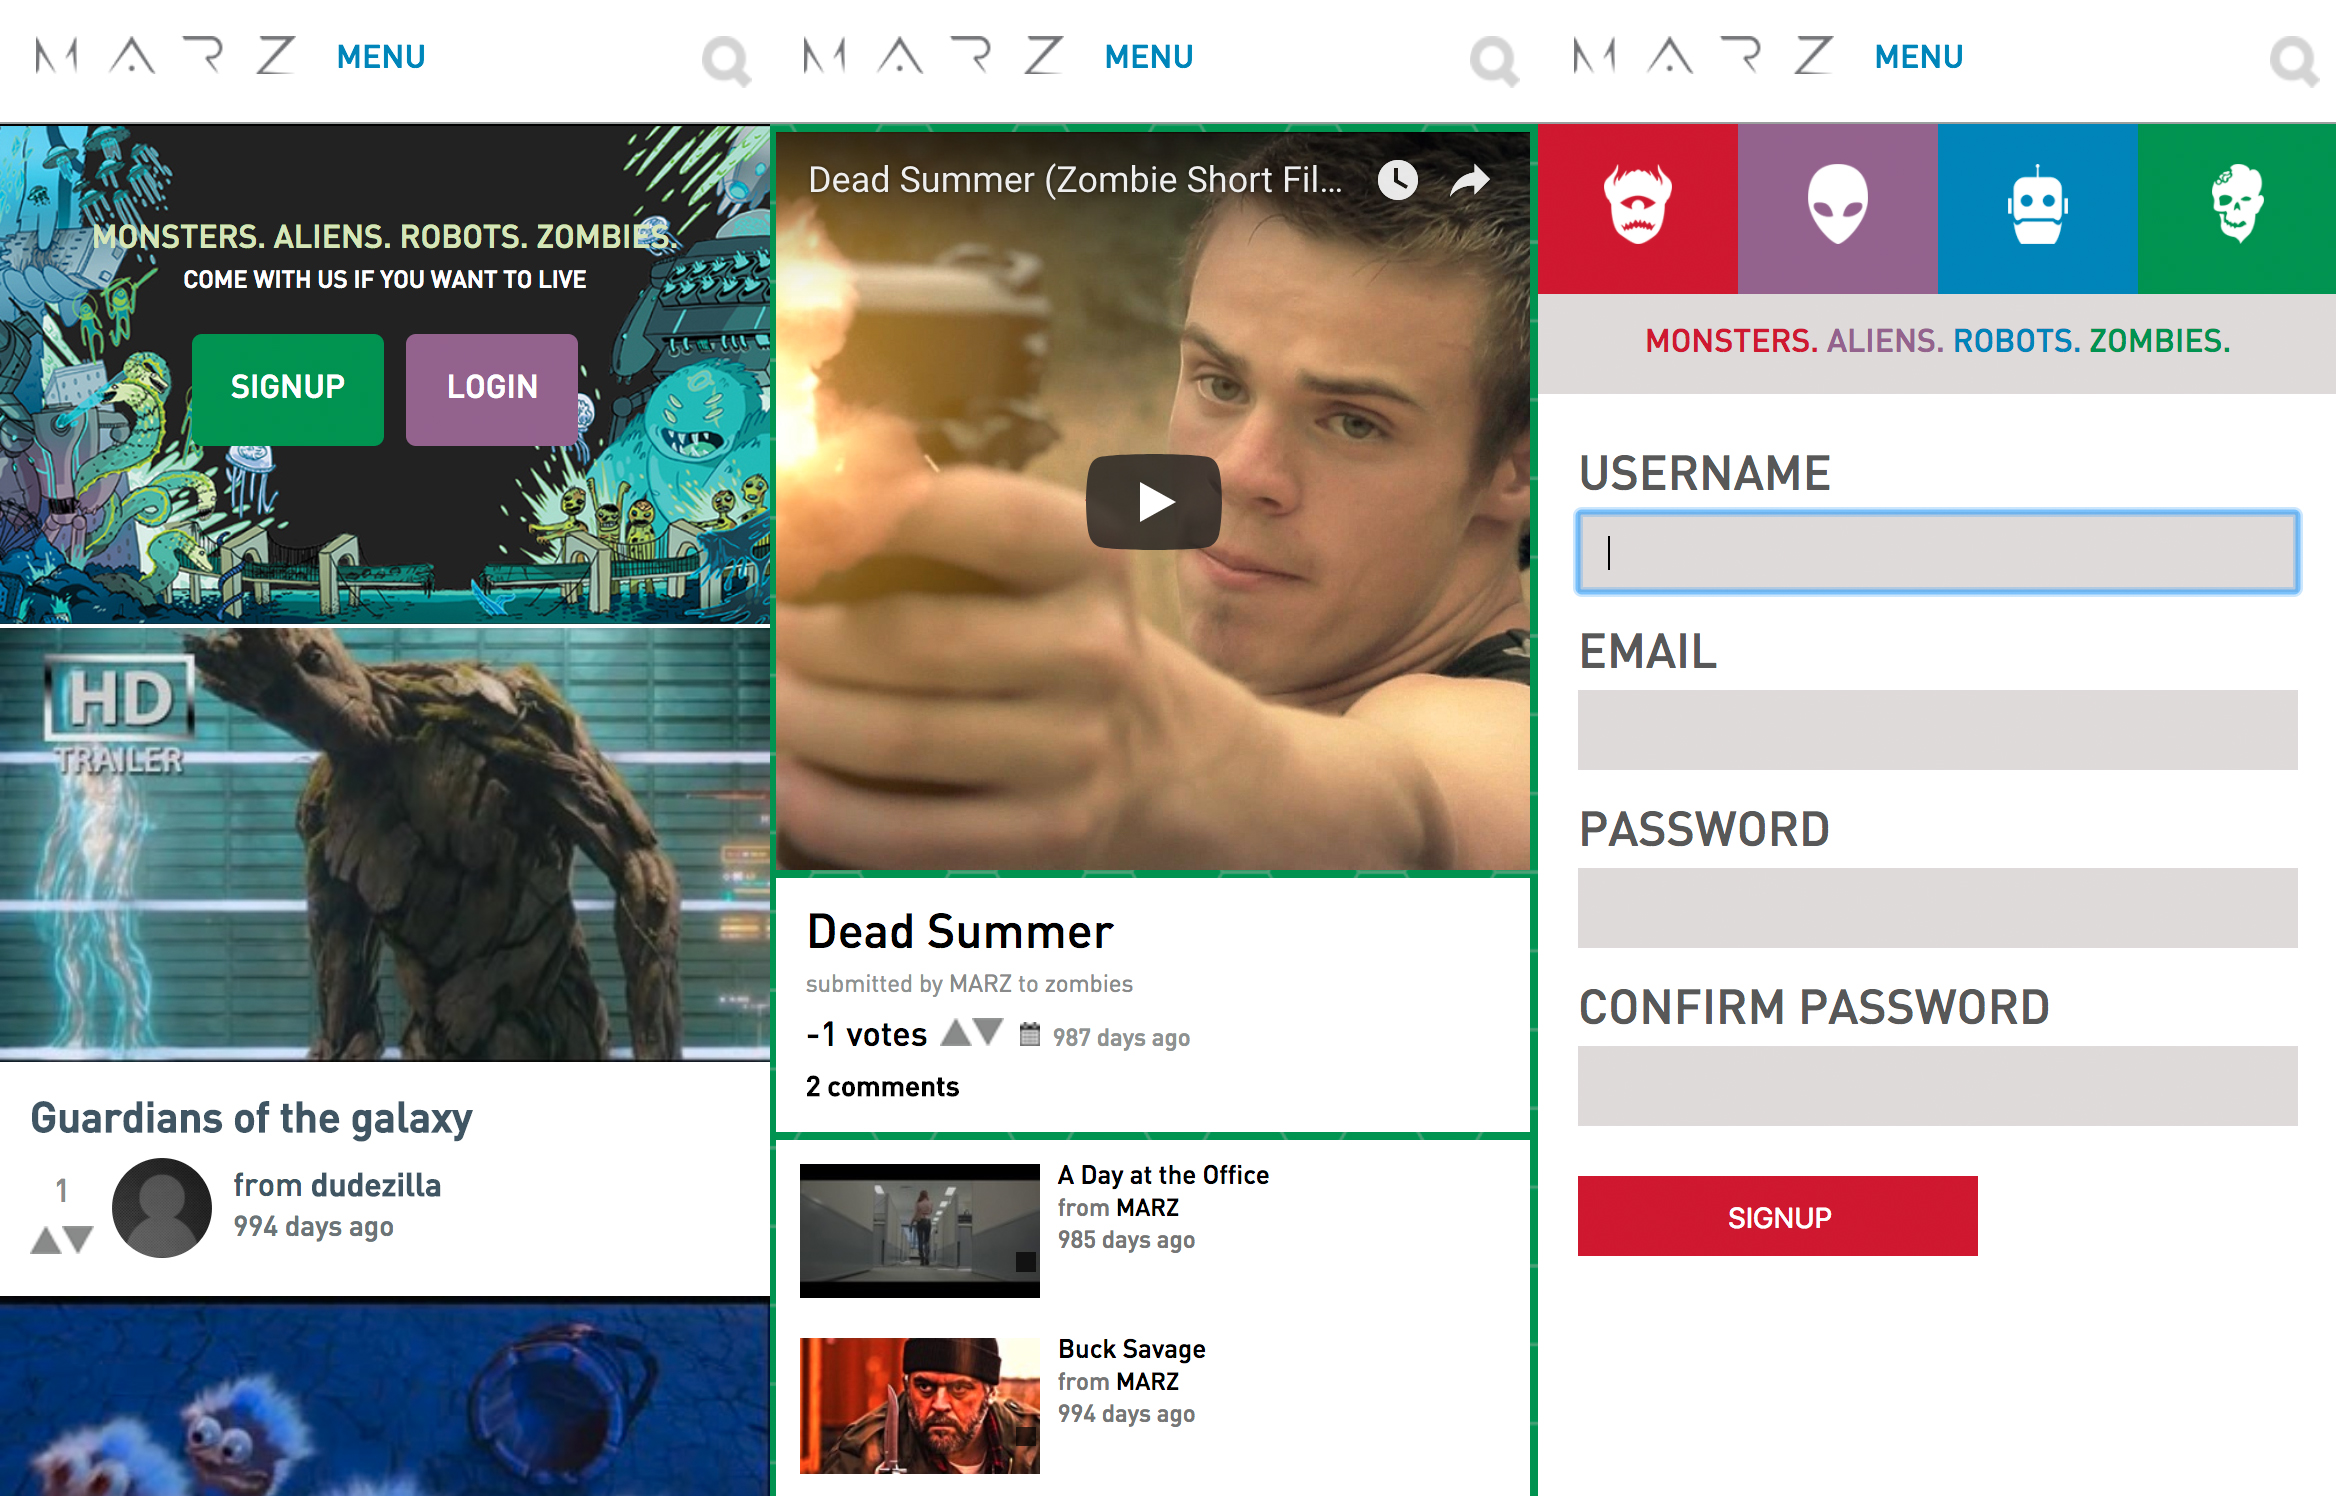 MARZ MENU
MONSTERS. ALIENS. ROBOTS. ZOMBIES.
COME WITH US IF YOU WANT TO LIVE
SIGNUP
LOGIN
HD
TRAILER
Guardians of the galaxy
1
from dudezilla
994 days ago
MARZ MENU
Dead Summer (Zombie Short Fil...
Dead Summer
submitted by MARZ to zombies
-1 votes 987 days ago
2 comments
A Day at the Office
from MARZ
985 days ago
Buck Savage
from MARZ
994 days ago
MARZ MENU
MONSTERS. ALIENS. ROBOTS. ZOMBIES.
USERNAME
EMAIL
PASSWORD
CONFIRM PASSWORD
SIGNUP